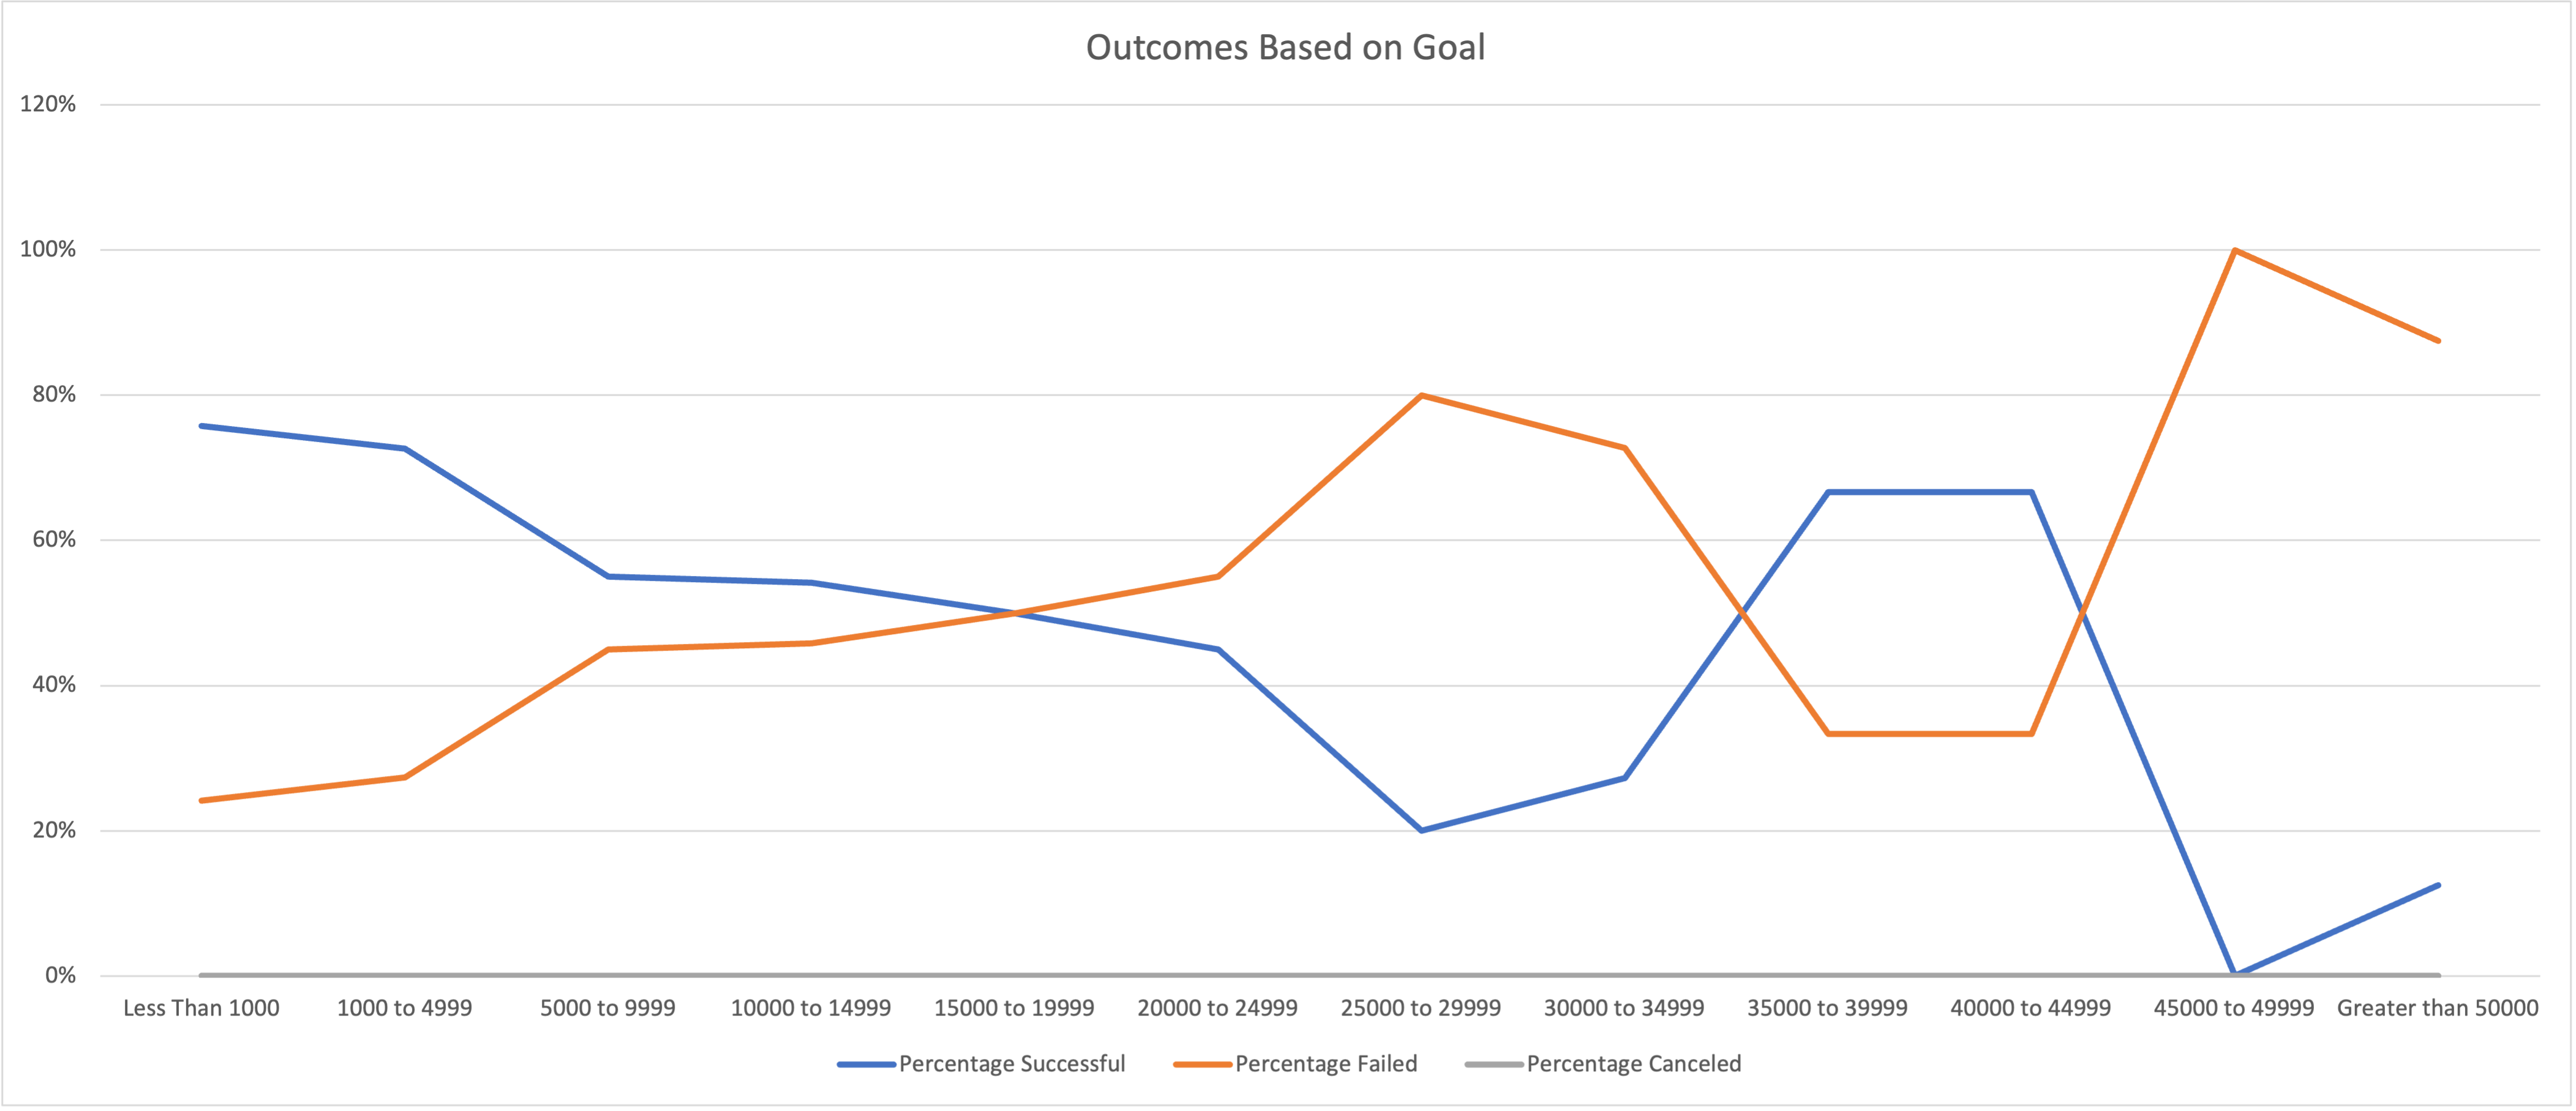 Outcomes Based on Goal
120%
100%
80%
60%
40%
20%
0%
Less Than 1000 1000 to 4999 5000 to 9999 10000 to 14999 15000 to 19999 20000 to 24999 25000 to 29999 30000 to 34999 35000 to 39999 40000 to 44999 45000 to 49999 Greater than 50000
Percentage Successful Percentage Failed Percentage Canceled